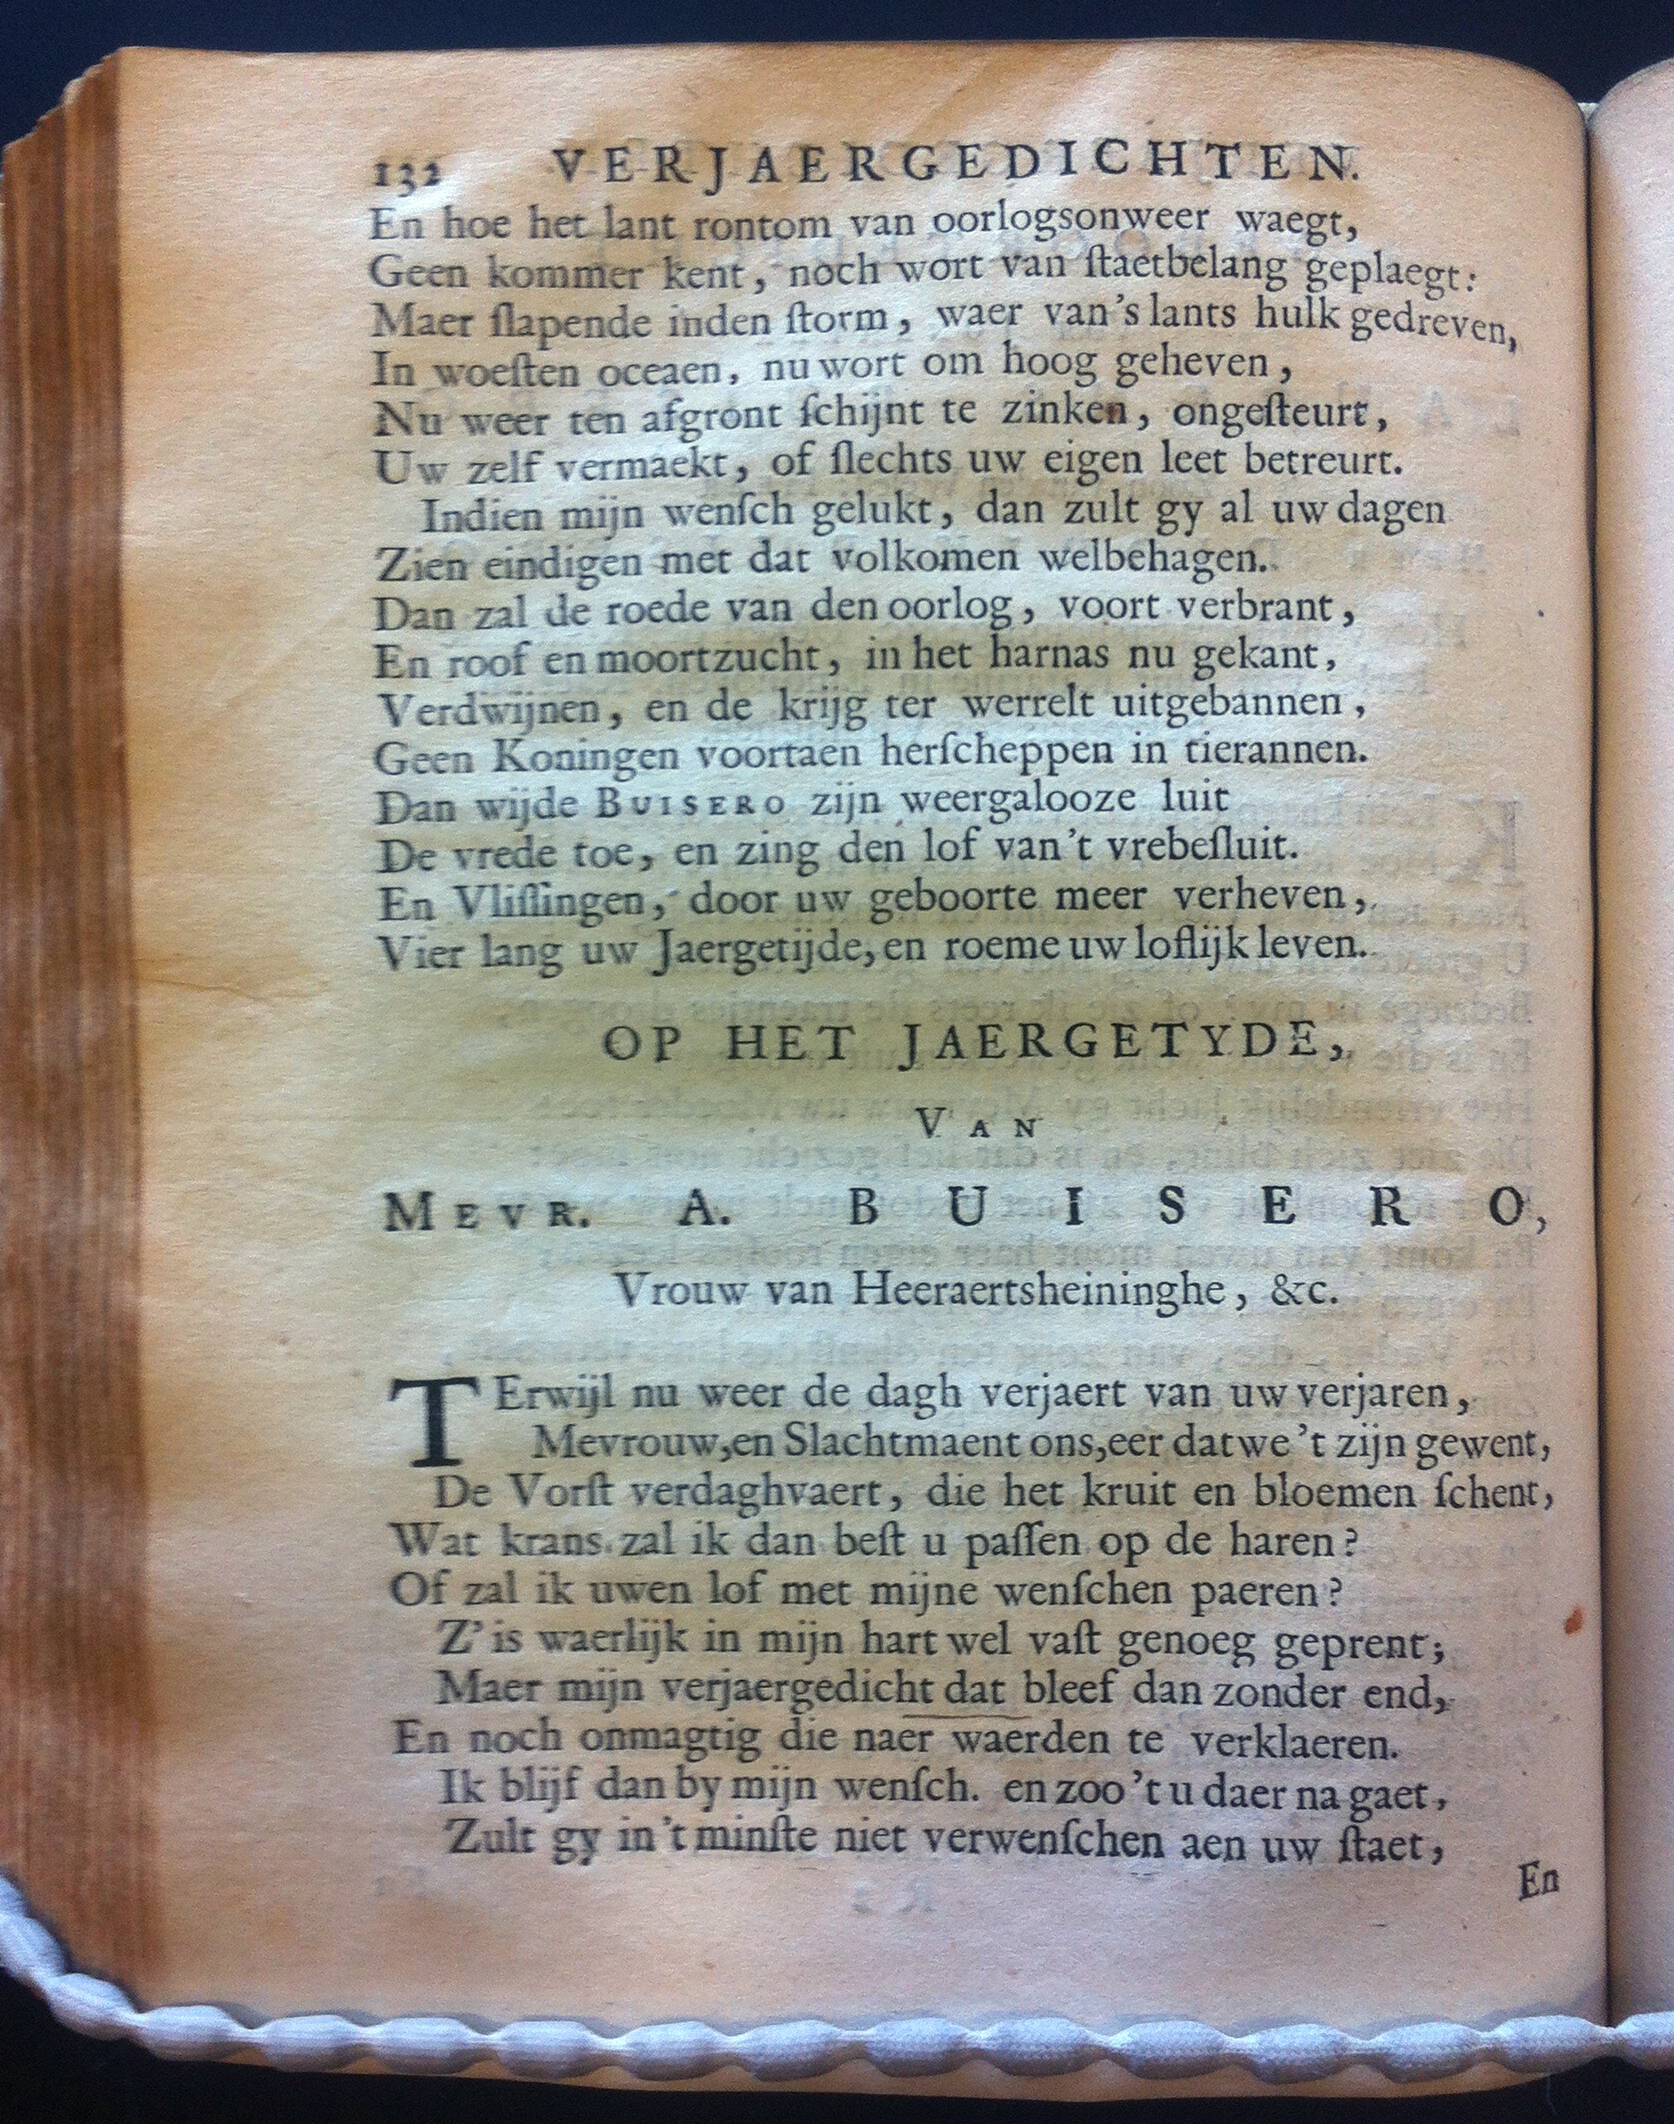 132 VERJAERGEDICHTEN.
En hoe het lant rontom van oorlogsonweer waegt,
Geen kommer kent, noch wort van ſtaetbelang geplaegt:
Maer ſlapende inden ſtorm, waer van's lants hulk gedreven,
In woeſten oceaen, nu wort om hoog geheven,
Nu weer ten afgront ſchijnt te zinken, ongeſteurt,
Uw zelf vermaekt, of ſlechts uw eigen leet betreurt.
Indien mijn wenſch gelukt, dan zult gy al uw dagen
Zien eindigen met dat volkomen welbehagen.
Dan zal de roede van den oorlog, voort verbrant,
En roof en moortzucht, in het harnas nu gekant,
Verdwijnen, en de krijg ter werrelt uitgebannen,
Geen Koningen voortaen herſcheppen in tierannen.
Dan wijde BUISERO zijn weergalooze luit
De vrede toe, en zing den lof van't vrebeſluit.
En Vliſſingen, door uw geboorte meer verheven,
Vier lang uw Jaergetijde, en roeme uw loflijk leven.
OP HET JAERGETYDE,
VAN
MEVR. A. BUISERO,
Vrouw van Heeraertsheininghe, &c.
TErwijl nu weer de dagh verjaert van uw verjaren,
Mevrouw, en Slachtmaent ons, eer dat we 't zijn gewent,
De Vorſt verdaghvaert, die het kruit en bloemen ſchent,
Wat krans zal ik dan beſt u paſſen op de haren?
Of zal ik uwen lof met mijne wenſchen paeren?
Z' is waerlijk in mijn hart wel vaſt genoeg geprent;
Maer mijn verjaergedicht dat bleef dan zonder end,
En noch onmagtig die naer waerden te verklaeren.
Ik blijf dan by mijn wenſch. en zoo 't u daer na gaet,
Zult gy in 't minſte niet verwenſchen aen uw ſtaet,
En